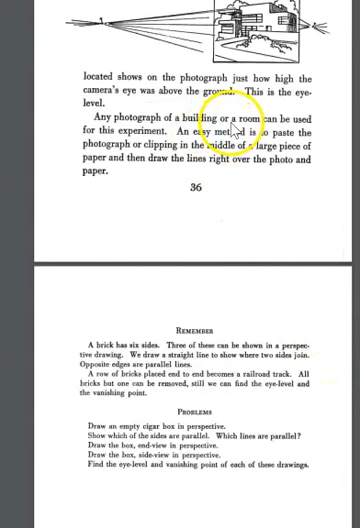 located shows on the photograph just how high the
camera's eye was above the ground. This is the eye-
level.
Any photograph of a building or a room can be used
for this experiment. An easy method is to paste the
photograph or clipping in the middle of a large piece of
paper and then draw the lines right over the photo and
paper.
36
REMEMBER
A brick has six sides. Three of these can be shown in a perspec-
tive drawing. We draw a straight line to show where two sides join.
Opposite edges are parallel lines.
A row of bricks placed end to end becomes a railroad track. All
bricks but one can be removed, still we can find the eye-level and
the vanishing point.
PROBLEMS
Draw an empty cigar box in perspective.
Show which of the sides are parallel. Which lines are parallel?
Draw the box, end-view in perspective.
Draw the box, side-view in perspective.
Find the eye-level and vanishing point of each of these drawings.